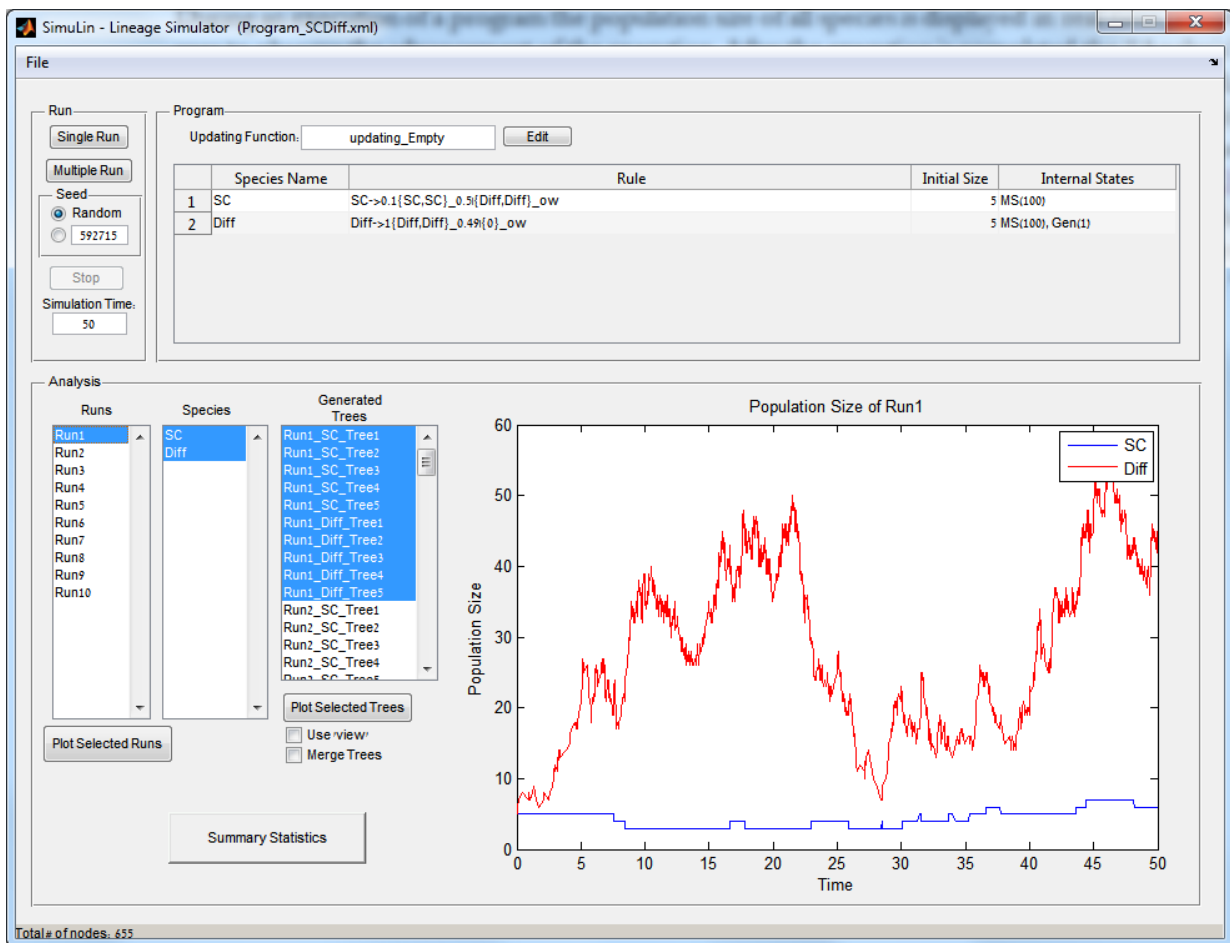 SimuLin - Lineage Simulator (Program_SCDiff.xml)
File
Run
Single Run
Multiple Run
Seed
Random
592715
Stop
Simulation Time:
50
Program
Updating Function: updating_Empty Edit
Species Name Rule Initial Size Internal States
1 SC SC->0.1{SC,SC}_0.5|{Diff,Diff}_ow 5 MS(100)
2 Diff Diff->1{Diff,Diff}_0.49|{0}_ow 5 MS(100), Gen(1)
Analysis
Runs
Run1
Run2
Run3
Run4
Run5
Run6
Run7
Run8
Run9
Run10
Plot Selected Runs
Species
SC
Diff
Generated
Trees
Run1_SC_Tree1
Run1_SC_Tree2
Run1_SC_Tree3
Run1_SC_Tree4
Run1_SC_Tree5
Run1_Diff_Tree1
Run1_Diff_Tree2
Run1_Diff_Tree3
Run1_Diff_Tree4
Run1_Diff_Tree5
Run2_SC_Tree1
Run2_SC_Tree2
Run2_SC_Tree3
Run2_SC_Tree4
Run2_SC_Tree5
Plot Selected Trees
Use 'view'
Merge Trees
Summary Statistics
Population Size of Run1
SC
Diff
Population Size
60
50
40
30
20
10
0
0 5 10 15 20 25 30 35 40 45 50
Time
Total # of nodes: 655